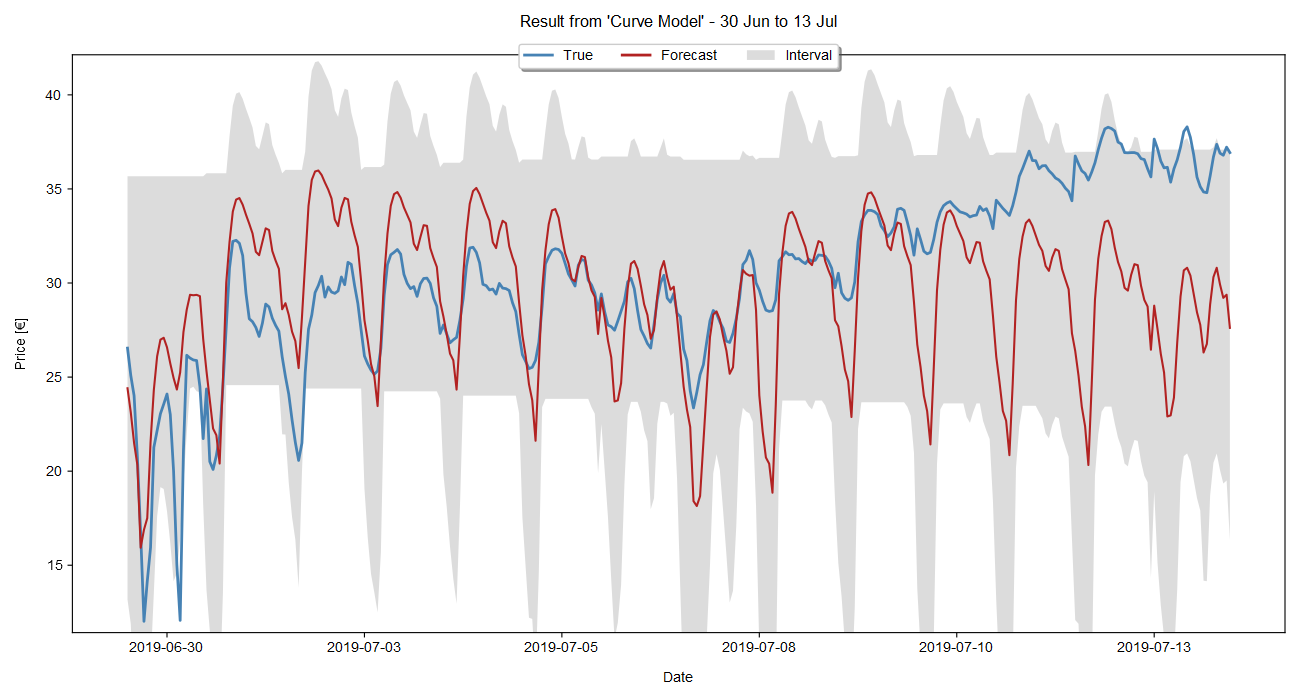 Result from 'Curve Model' - 30 Jun to 13 Jul
True Forecast Interval
Price [€]
40
35
30
25
20
15
2019-06-30 2019-07-03 2019-07-05 2019-07-08 2019-07-10 2019-07-13
Date